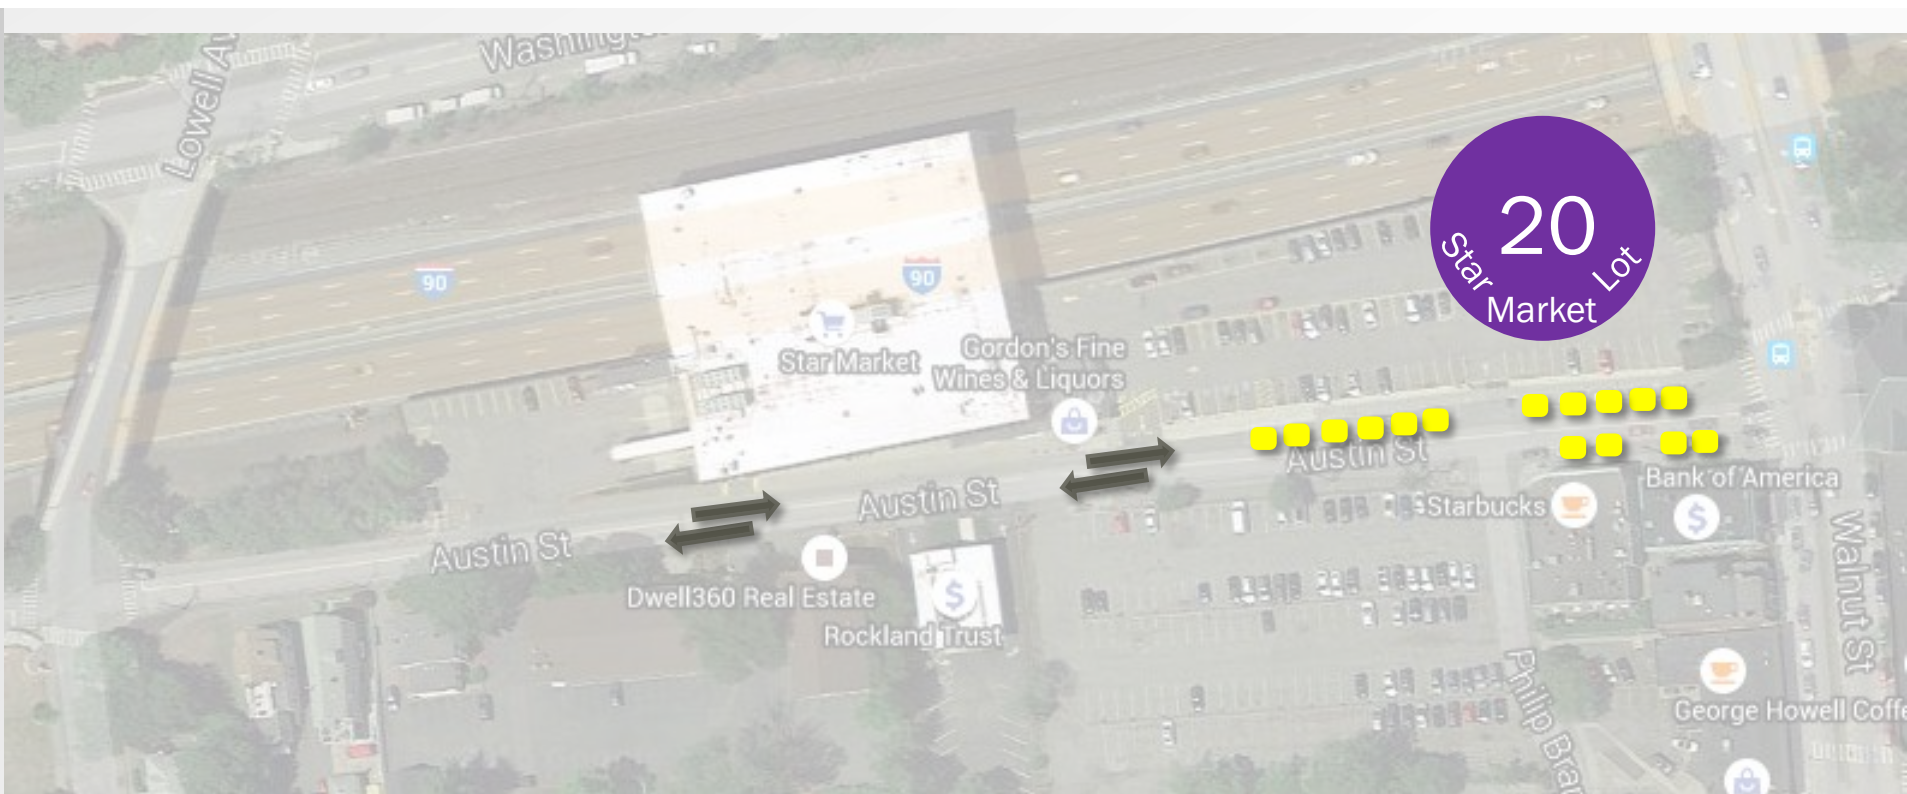 Washingt
Lowell Av
90
90
20
Star
Market
Lot
Star Market
Gordon's Fine
Wines & Liquors
Austin St
Austin St
Austin St
Starbucks
Bank of America
$
Dwell360 Real Estate
$
Rockland Trust
Walnut St
Philip Bra
George Howell Coffe